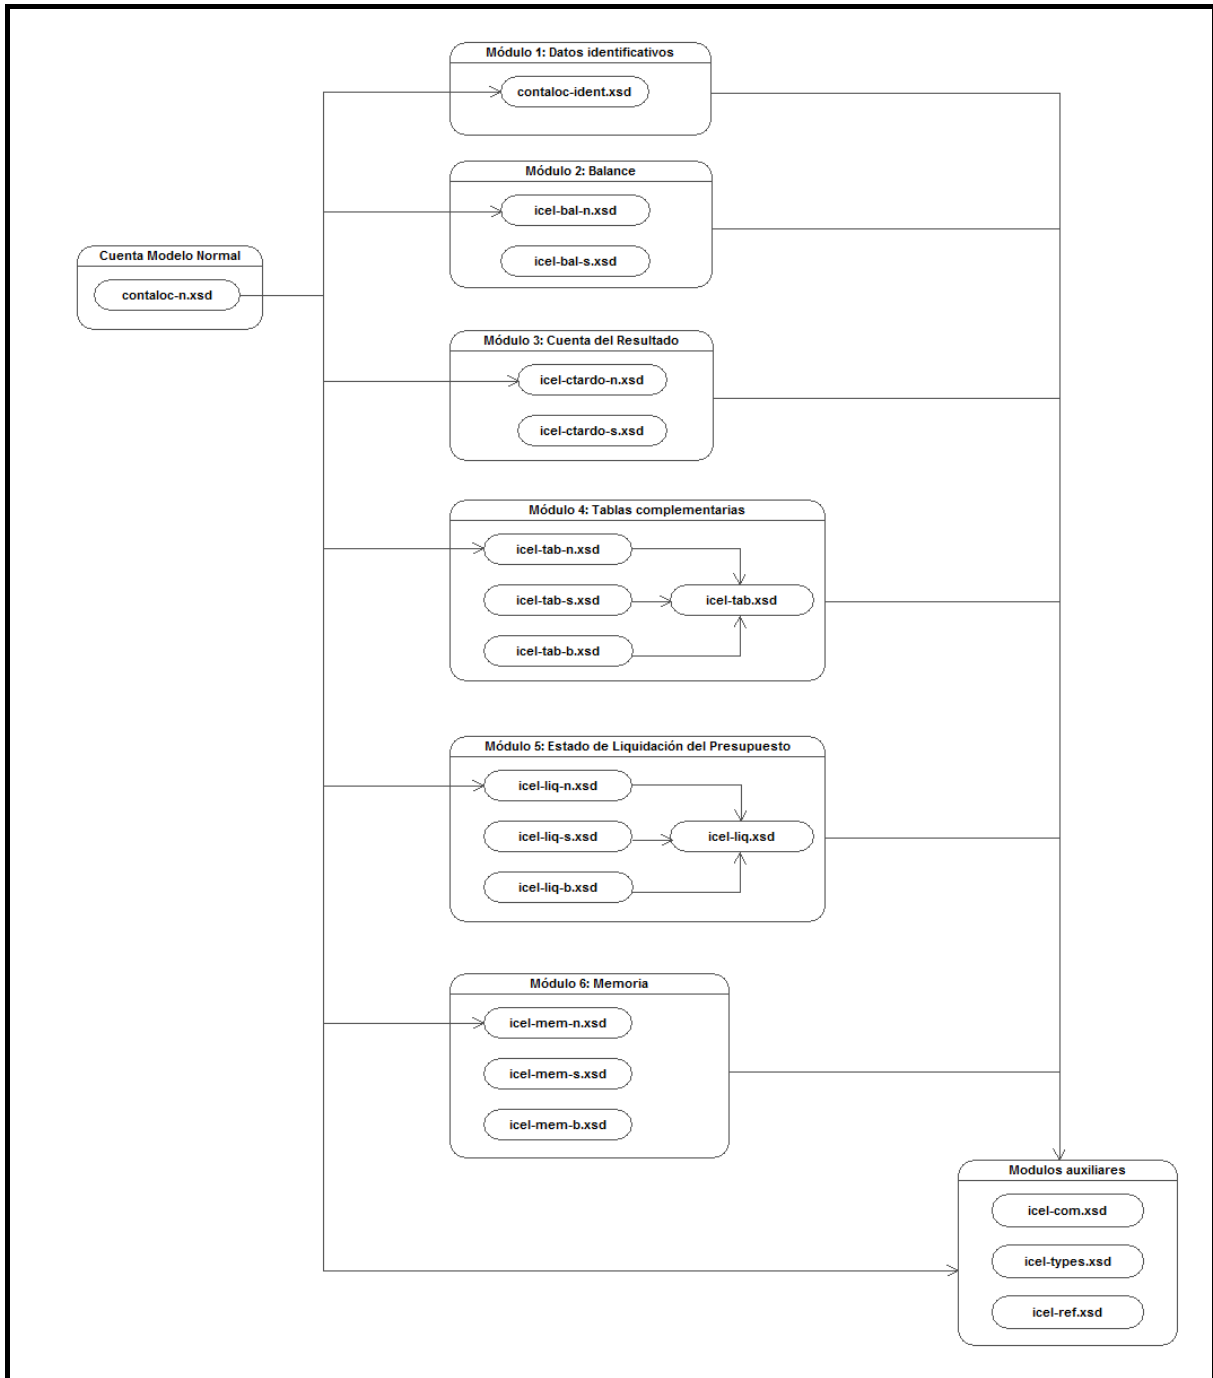 Módulo 1: Datos identificativos
contaloc-ident.xsd
Módulo 2: Balance
icel-bal-n.xsd
icel-bal-s.xsd
Cuenta Modelo Normal
contaloc-n.xsd
Módulo 3: Cuenta del Resultado
icel-ctardo-n.xsd
icel-ctardo-s.xsd
Módulo 4: Tablas complementarias
icel-tab-n.xsd
icel-tab-s.xsd
icel-tab.xsd
icel-tab-b.xsd
Módulo 5: Estado de Liquidación del Presupuesto
icel-liq-n.xsd
icel-liq-s.xsd
icel-liq.xsd
icel-liq-b.xsd
Módulo 6: Memoria
icel-mem-n.xsd
icel-mem-s.xsd
icel-mem-b.xsd
Modulos auxiliares
icel-com.xsd
icel-types.xsd
icel-ref.xsd